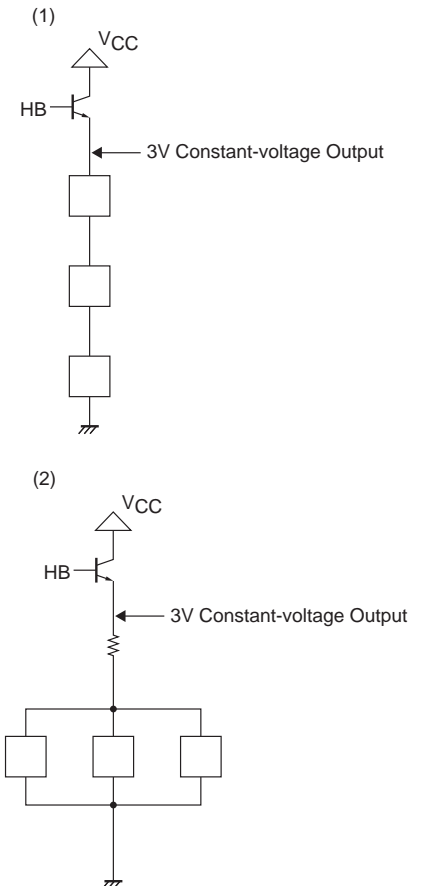 (1)
VCC
HB
3V Constant-voltage Output
(2)
VCC
HB
3V Constant-voltage Output